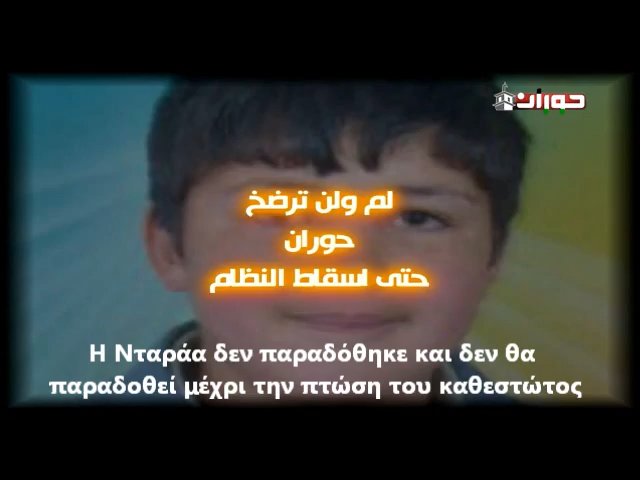 حوران
لم ولن ترضخ
حوران
حتى اسقاط النظام
Η Νταράα δεν παραδόθηκε και δεν θα
παραδοθεί μέχρι την πτώση του καθεστώτος